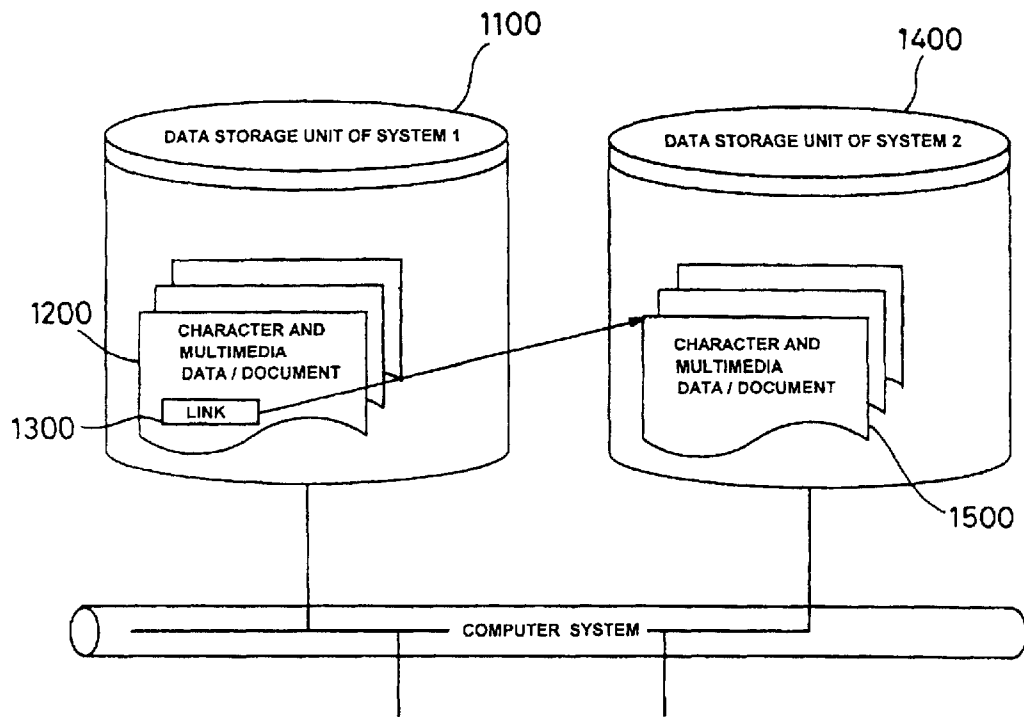 1100
1400
DATA STORAGE UNIT OF SYSTEM 1
DATA STORAGE UNIT OF SYSTEM 2
1200
CHARACTER AND
MULTIMEDIA
DATA / DOCUMENT
LINK
1300
CHARACTER AND
MULTIMEDIA
DATA / DOCUMENT
1500
COMPUTER SYSTEM